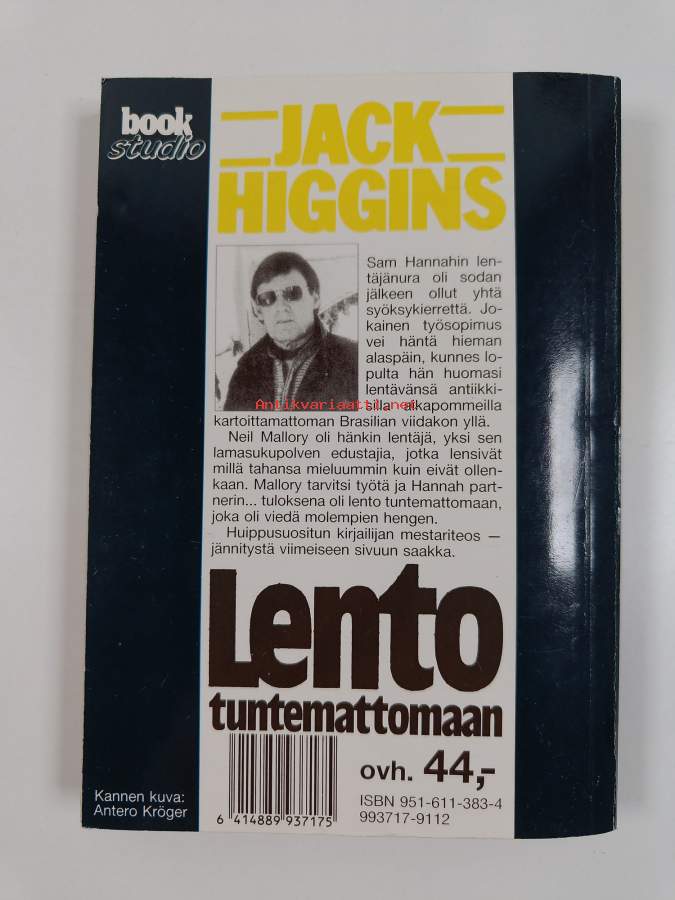 book
studio
JACK
HIGGINS
Sam Hannahin len-
täjänura oli sodan
jälkeen ollut yhtä
syöksykierrettä. Jo-
kainen työsopimus
vei häntä hieman
alaspäin, kunnes lo-
pulta hän huomasi
lentävänsä antiikki-
silla aikapommeilla
Antiikvariaatti.net
kartoittamattoman Brasilian viidakon yllä.
Neil Mallory oli hänkin lentäjä, yksi sen
lamasukupolven edustajia, jotka lensivät
millä tahansa mieluummin kuin eivät ollen-
kaan. Mallory tarvitsi työtä ja Hannah part-
nerin... tuloksena oli lento tuntemattomaan,
joka oli viedä molempien hengen.
Huippusuositun kirjailijan mestariteos —
jännitystä viimeiseen sivuun saakka.
Lento
tuntemattomaan
ovh. 44,-
ISBN 951-611-383-4
993717-9112
6 414889 937175
Kannen kuva:
Antero Kröger